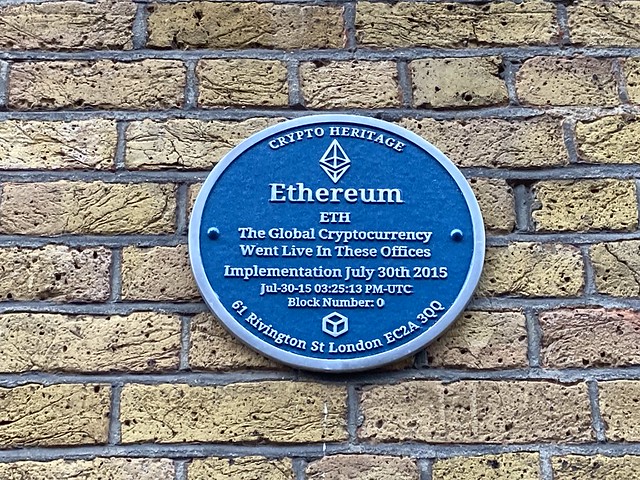 CRYPTO HERITAGE
Ethereum
ETH
The Global Cryptocurrency
Went Live In These Offices
Implementation July 30th 2015
Jul-30-15 03:25:13 PM-UTC
Block Number: 0
61 Rivington St London EC2A 3QQ